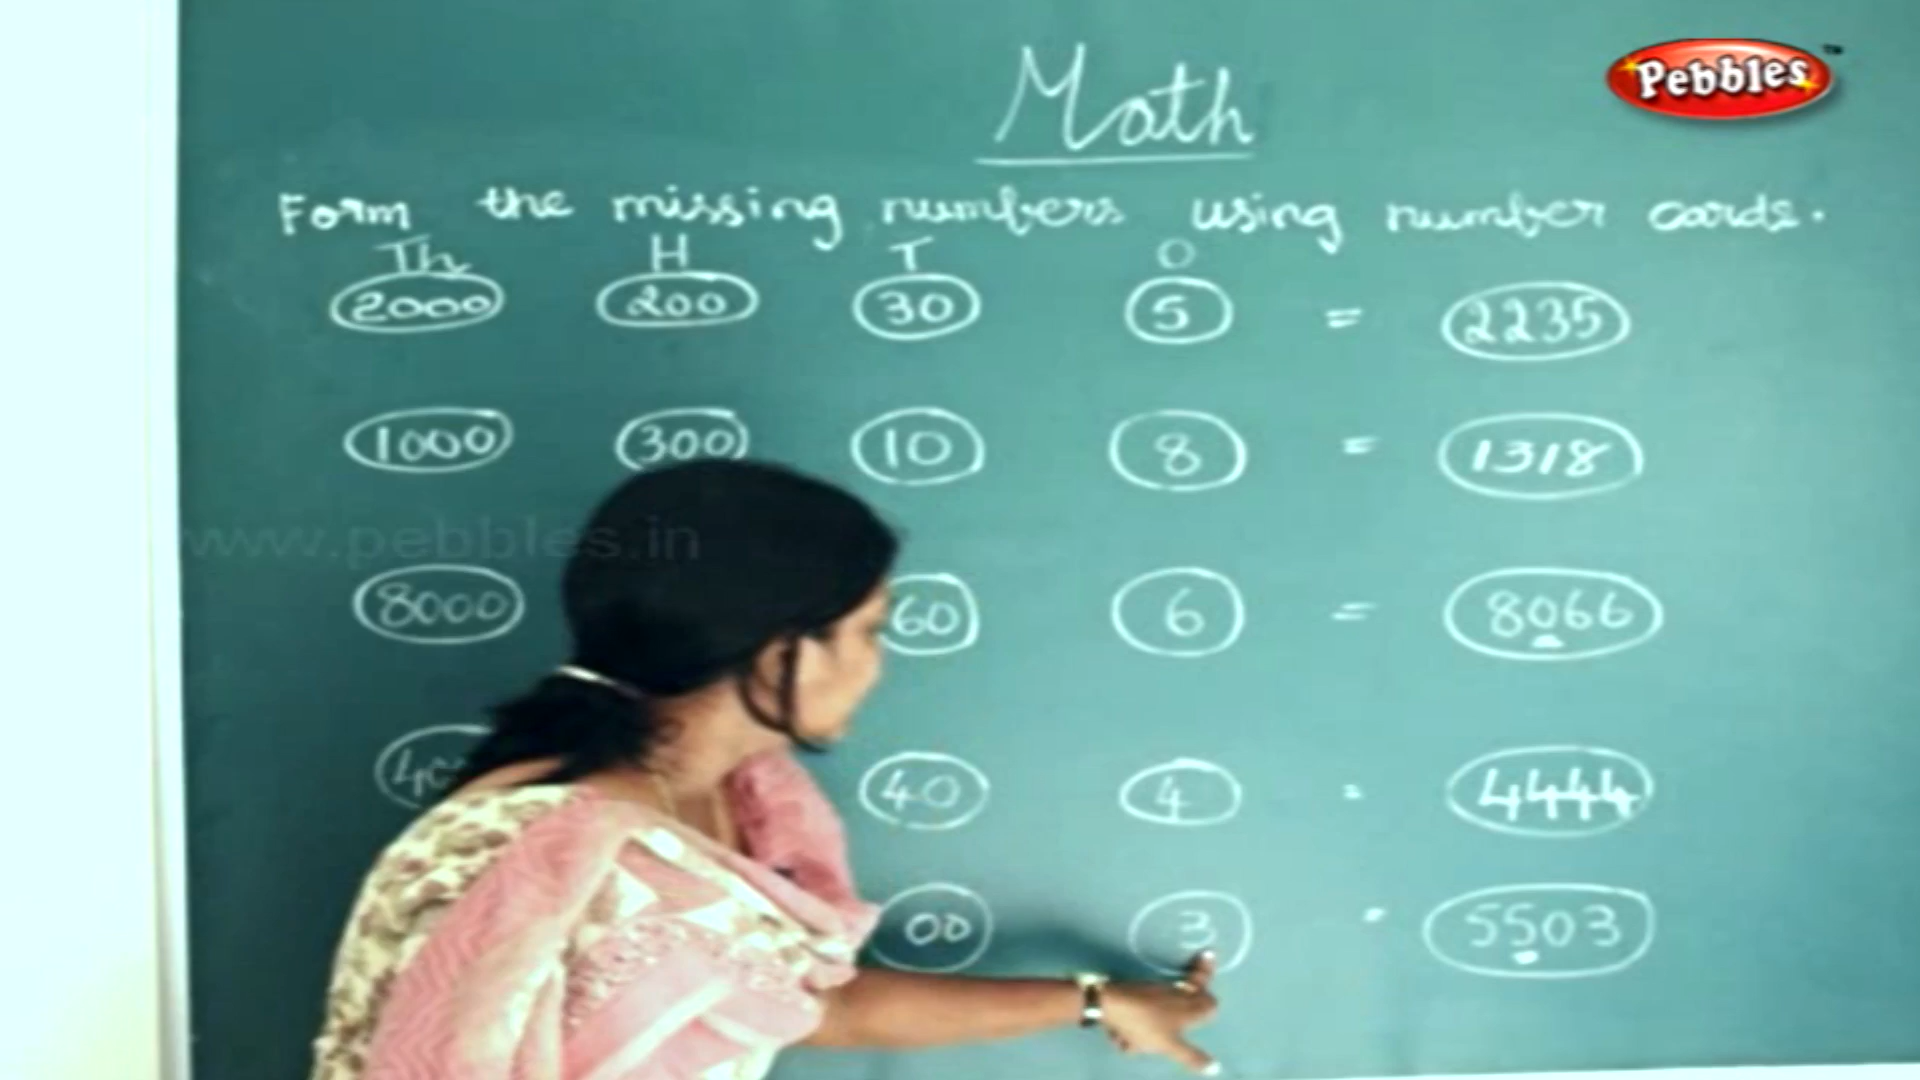 Pebbles™
Math
Form the missing numbers using number cards.
Th H T O
2000 200 30 5 = 2235
1000 300 10 8 = 1318
www.pebbles.in
8000 60 6 = 8066
40 4 = 4444
00 3 = 5503